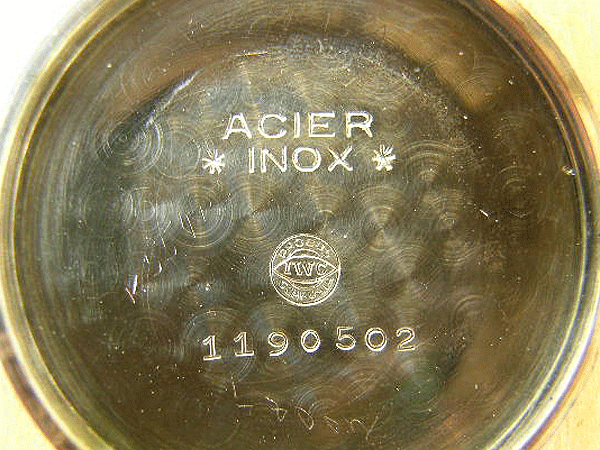 ACIER
* INOX *
IWC
1190502